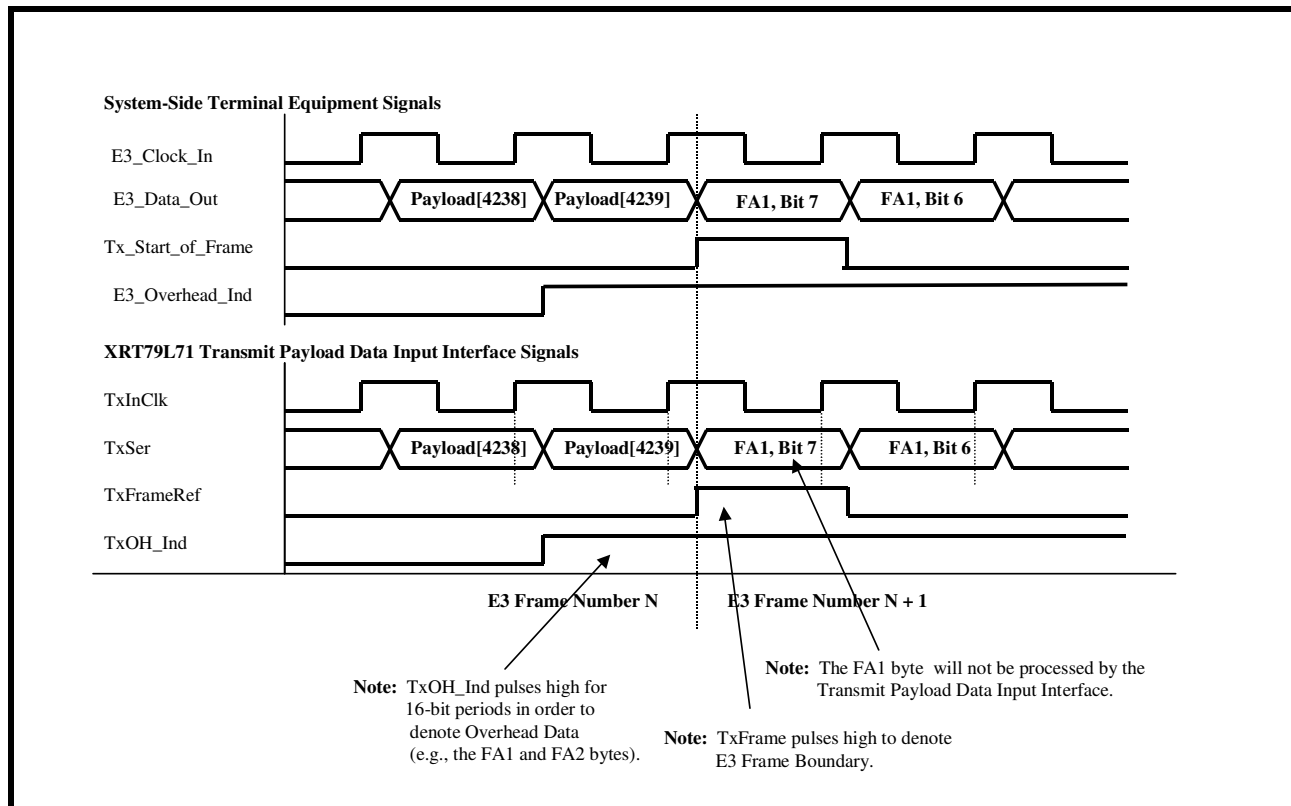 System-Side Terminal Equipment Signals
E3_Clock_In
E3_Data_Out
Payload[4238] Payload[4239] FA1, Bit 7 FA1, Bit 6
Tx_Start_of_Frame
E3_Overhead_Ind
XRT79L71 Transmit Payload Data Input Interface Signals
TxInClk
TxSer
Payload[4238] Payload[4239] FA1, Bit 7 FA1, Bit 6
TxFrameRef
TxOH_Ind
E3 Frame Number N E3 Frame Number N + 1
Note: The FA1 byte will not be processed by the
Transmit Payload Data Input Interface.
Note: TxOH_Ind pulses high for
16-bit periods in order to
denote Overhead Data
(e.g., the FA1 and FA2 bytes).
Note: TxFrame pulses high to denote
E3 Frame Boundary.